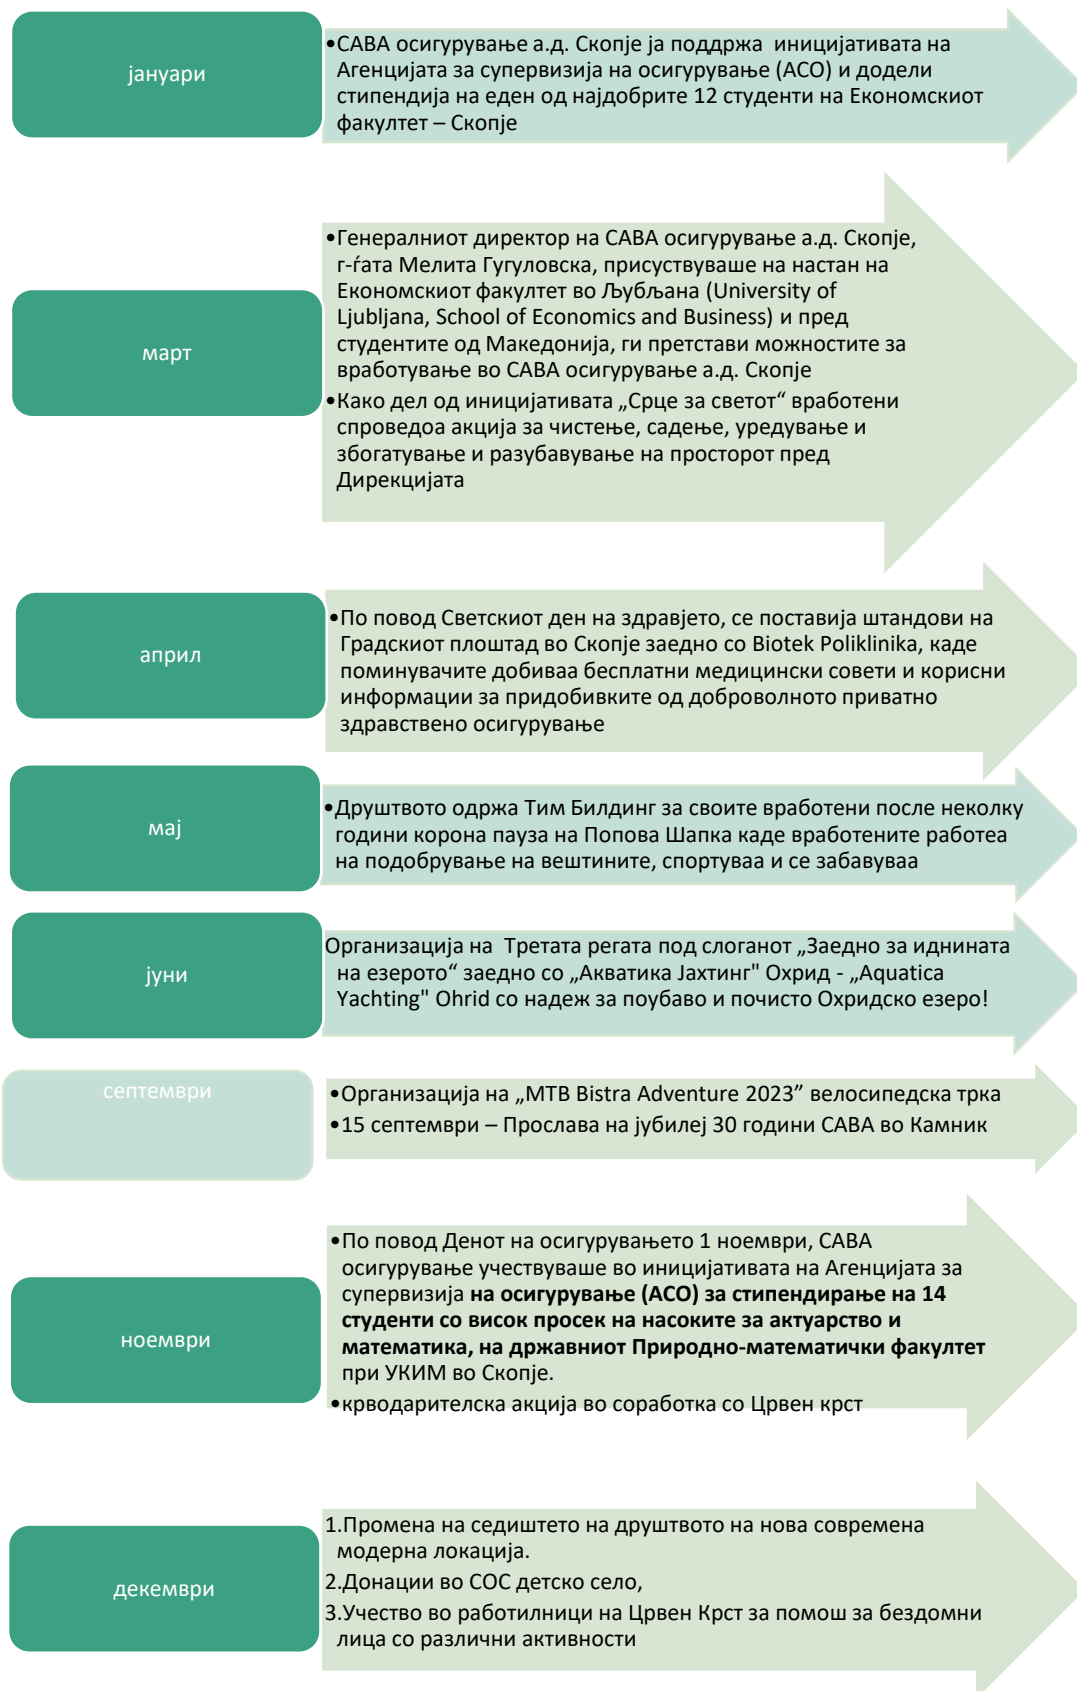 јануари
•САВА осигурување а.д. Скопје ја поддржа  иницијативата на
Агенцијата за супервизија на осигурување (АСО) и додели
стипендија на еден од најдобрите 12 студенти на Економскиот
факултет – Скопје
март
•Генералниот директор на САВА осигурување а.д. Скопје,
г-ѓата Мелита Гугуловска, присуствуваше на настан на
Економскиот факултет во Љубљана (University of
Ljubljana, School of Economics and Business) и пред
студентите од Македонија, ги претстави можностите за
вработување во САВА осигурување а.д. Скопје
•Како дел од иницијативата „Срце за светот“ вработени
спроведоа акција за чистење, садење, уредување и
збогатување и разубавување на просторот пред
Дирекцијата
април
•По повод Светскиот ден на здравјето, се поставија штандови на
Градскиот плоштад во Скопје заедно со Biotek Poliklinika, каде
поминувачите добиваа бесплатни медицински совети и корисни
информации за придобивките од доброволното приватно
здравствено осигурување
мај
•Друштвото одржа Тим Билдинг за своите вработени после неколку
години корона пауза на Попова Шапка каде вработените работеа
на подобрување на вештините, спортуваа и се забавуваа
јуни
Организација на  Третата регата под слоганот „Заедно за иднината
на езерото“ заедно со „Акватика Јахтинг" Охрид - „Aquatica
Yachting" Ohrid со надеж за поубаво и почисто Охридско езеро!
септември
•Организација на „MTB Bistra Adventure 2023” велосипедска трка
•15 септември – Прослава на јубилеј 30 години САВА во Камник
ноември
•По повод Денот на осигурувањето 1 ноември, САВА
осигурување учествуваше во иницијативата на Агенцијата за
супервизија на осигурување (АСО) за стипендирање на 14
студенти со висок просек на насоките за актуарство и
математика, на државниот Природно-математички факултет
при УКИМ во Скопје.
•крводарителска акција во соработка со Црвен крст
декември
1.Промена на седиштето на друштвото на нова современа
модерна локација.
2.Донации во СОС детско село,
3.Учество во работилници на Црвен Крст за помош за бездомни
лица со различни активности